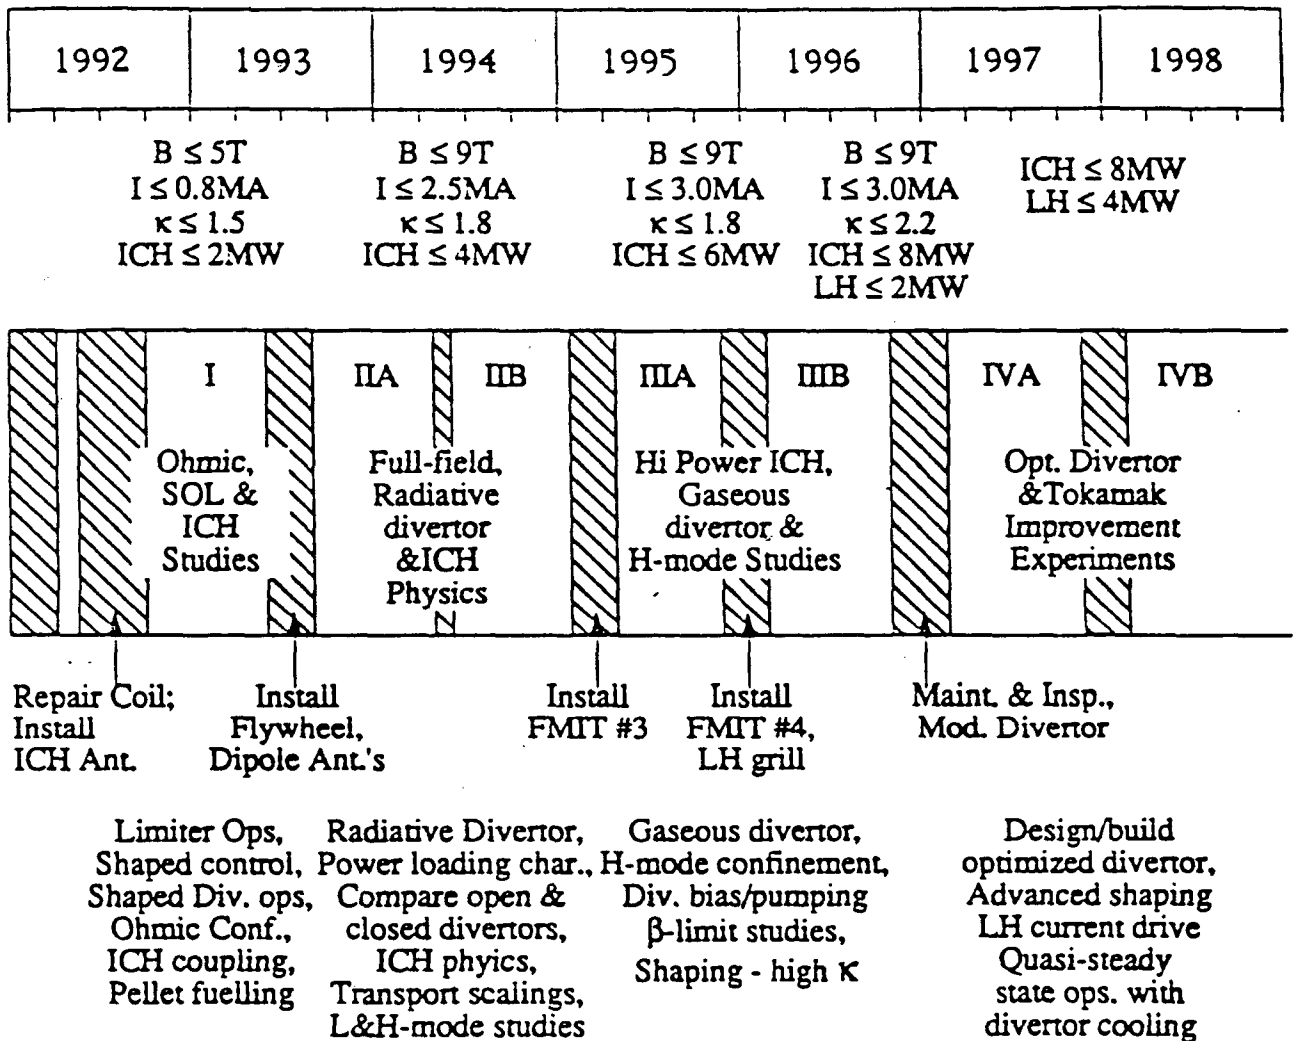 1992 1993 1994 1995 1996 1997 1998
B ≤ 5T
I ≤ 0.8MA
κ ≤ 1.5
ICH ≤ 2MW
B ≤ 9T
I ≤ 2.5MA
κ ≤ 1.8
ICH ≤ 4MW
B ≤ 9T
I ≤ 3.0MA
κ ≤ 1.8
ICH ≤ 6MW
B ≤ 9T
I ≤ 3.0MA
κ ≤ 2.2
ICH ≤ 8MW
LH ≤ 2MW
ICH ≤ 8MW
LH ≤ 4MW
I IIA IIB IIIA IIIB IVA IVB
Ohmic,
SOL &
ICH
Studies
Full-field,
Radiative
divertor
&ICH
Physics
Hi Power ICH,
Gaseous
divertor &
H-mode Studies
Opt. Divertor
&Tokamak
Improvement
Experiments
Repair Coil;
Install
ICH Ant.
Install
Flywheel,
Dipole Ant.'s
Install
FMIT #3
Install
FMIT #4,
LH grill
Maint. & Insp.,
Mod. Divertor
Limiter Ops,
Shaped control,
Shaped Div. ops,
Ohmic Conf.,
ICH coupling,
Pellet fuelling
Radiative Divertor,
Power loading char.,
Compare open &
closed divertors,
ICH phyics,
Transport scalings,
L&H-mode studies
Gaseous divertor,
H-mode confinement,
Div. bias/pumping
β-limit studies,
Shaping - high κ
Design/build
optimized divertor,
Advanced shaping
LH current drive
Quasi-steady
state ops. with
divertor cooling